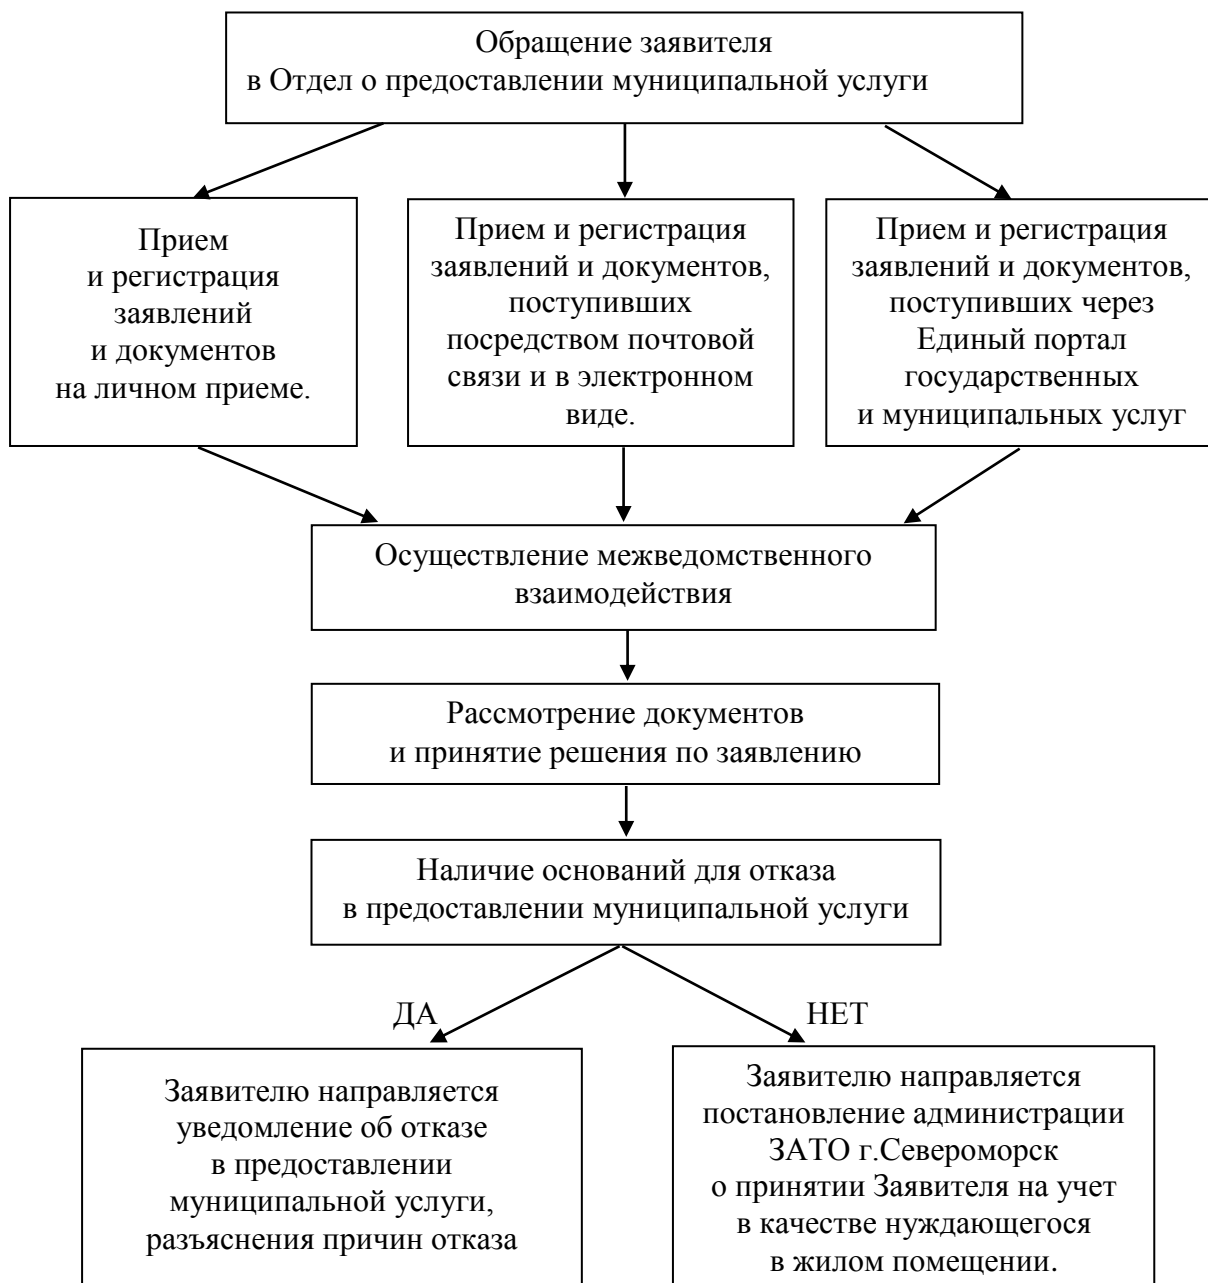 Обращение заявителя
в Отдел о предоставлении муниципальной услуги
Прием
и регистрация
заявлений
и документов
на личном приеме.
Прием и регистрация
заявлений и документов,
поступивших
посредством почтовой
связи и в электронном
виде.
Прием и регистрация
заявлений и документов,
поступивших через
Единый портал
государственных
и муниципальных услуг
Осуществление межведомственного
взаимодействия
Рассмотрение документов
и принятие решения по заявлению
Наличие оснований для отказа
в предоставлении муниципальной услуги
ДА
НЕТ
Заявителю направляется
уведомление об отказе
в предоставлении
муниципальной услуги,
разъяснения причин отказа
Заявителю направляется
постановление администрации
ЗАТО г.Североморск
о принятии Заявителя на учет
в качестве нуждающегося
в жилом помещении.